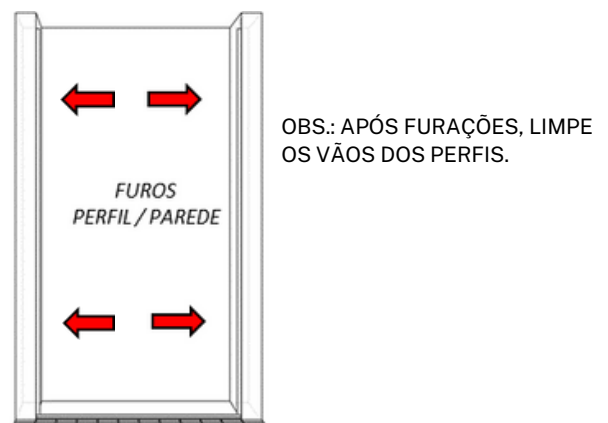 OBS.: APÓS FURAÇÕES, LIMPE
OS VÃOS DOS PERFIS.
FUROS
PERFIL / PAREDE